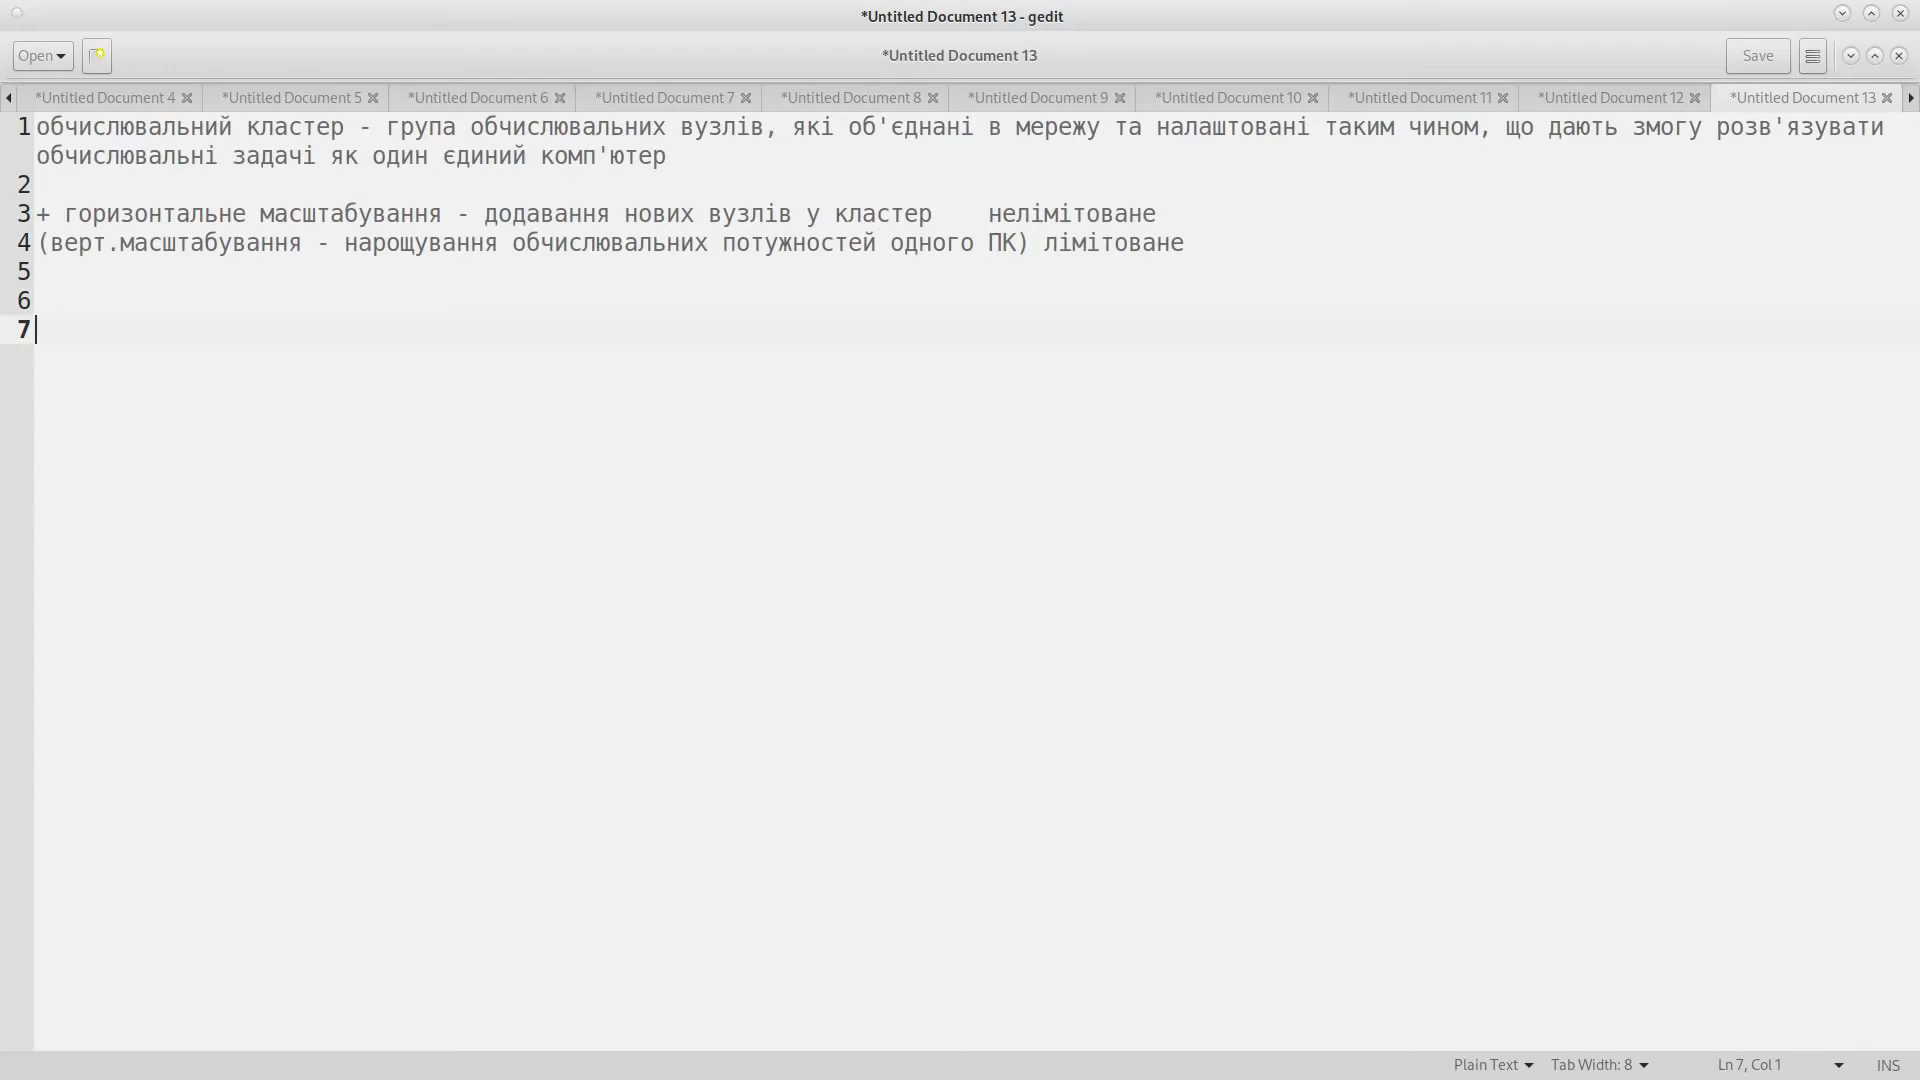 *Untitled Document 13 - gedit
Open
*Untitled Document 13
Save
*Untitled Document 4
*Untitled Document 5
*Untitled Document 6
*Untitled Document 7
*Untitled Document 8
*Untitled Document 9
*Untitled Document 10
*Untitled Document 11
*Untitled Document 12
*Untitled Document 13
1 обчислювальний кластер - група обчислювальних вузлів, які об'єднані в мережу та налаштовані таким чином, що дають змогу розв'язувати
обчислювальні задачі як один єдиний комп'ютер
2
3 + горизонтальне масштабування - додавання нових вузлів у кластер    нелімітоване
4 (верт.масштабування - нарощування обчислювальних потужностей одного ПК) лімітоване
5
6
7
Plain Text
Tab Width: 8
Ln 7, Col 1
INS